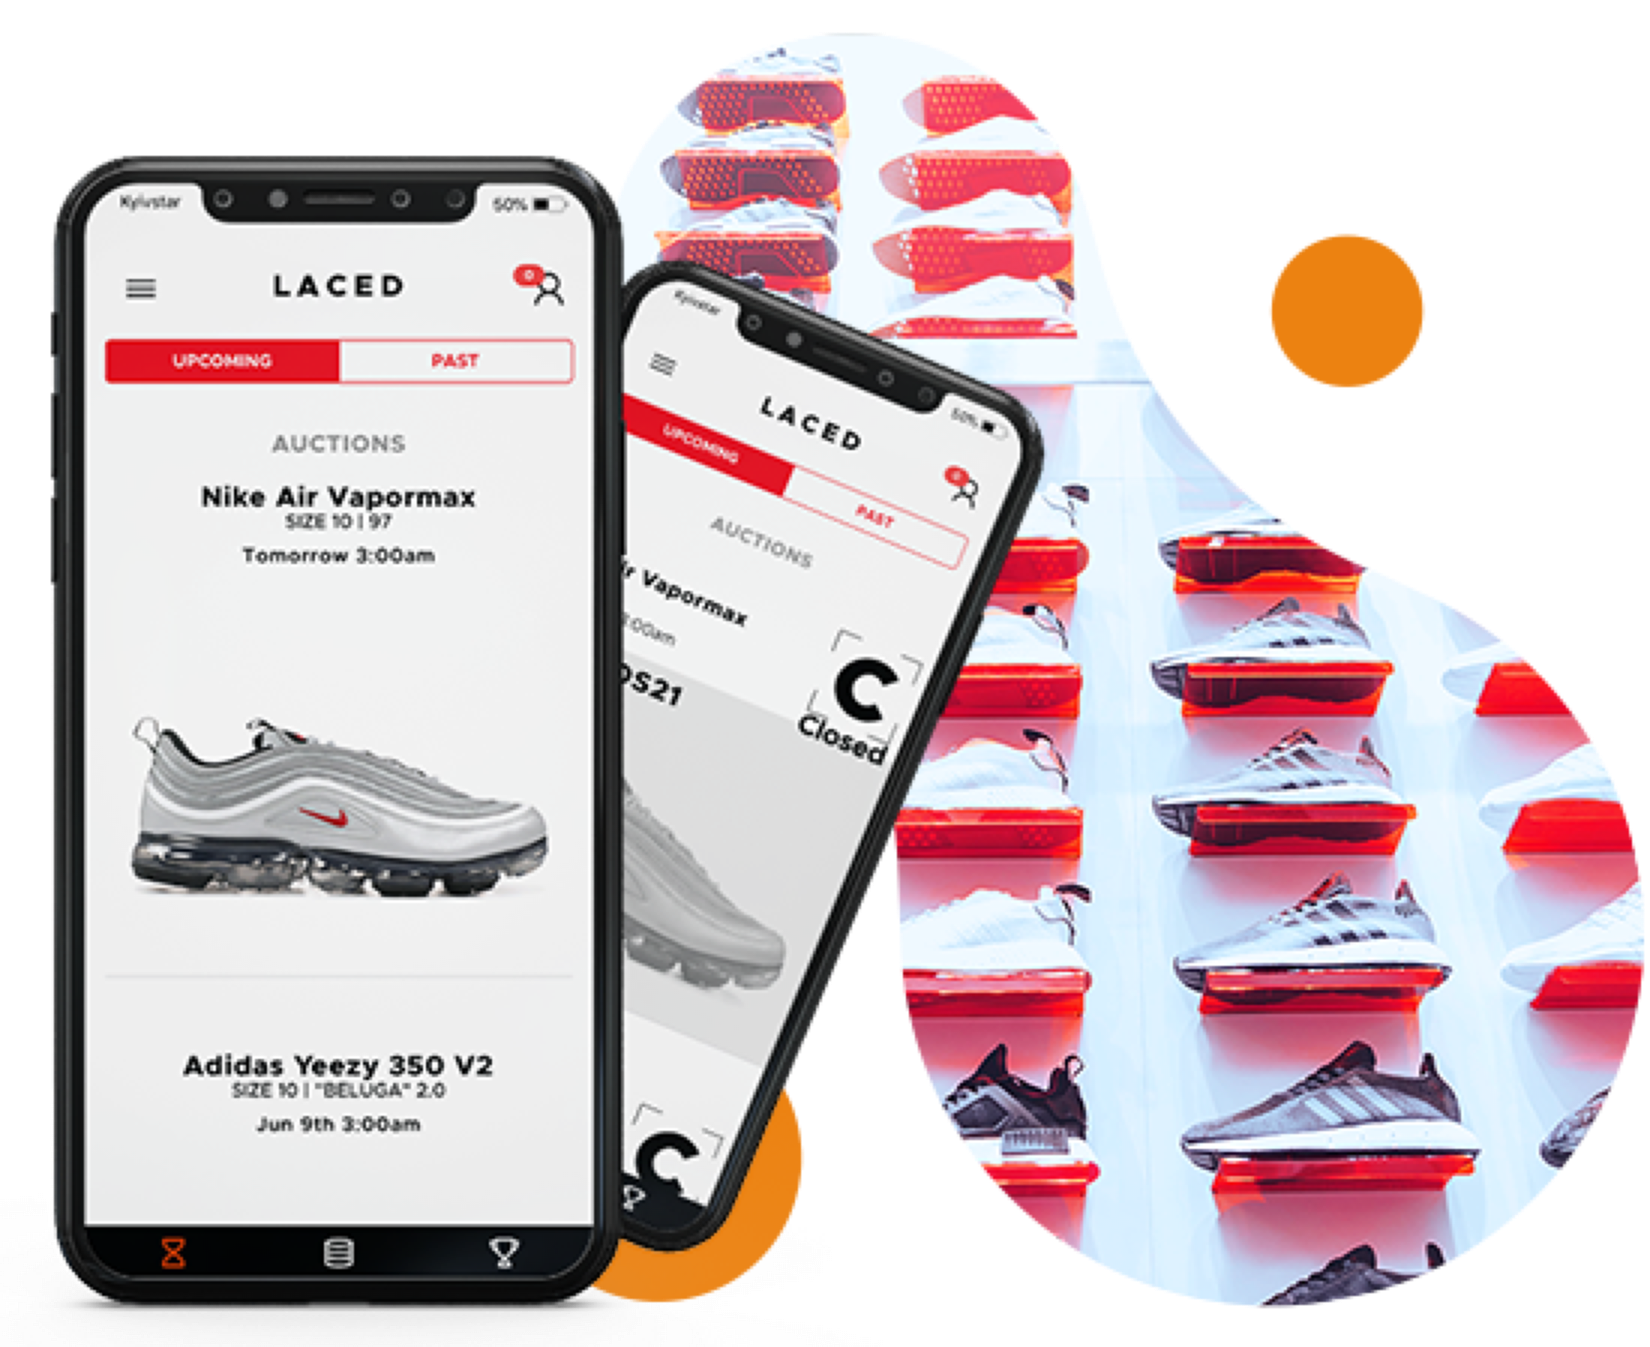 Kyivstar
50%
0
LACED
UPCOMING
PAST
AUCTIONS
Nike Air Vapormax
SIZE 10 | 97
Tomorrow 3:00am
Adidas Yeezy 350 V2
SIZE 10 | "BELUGA" 2.0
Jun 9th 3:00am
Kyivstar
50%
LACED
0
UPCOMING
PAST
AUCTIONS
Vapormax
:00am
DS21
C
Closed
C